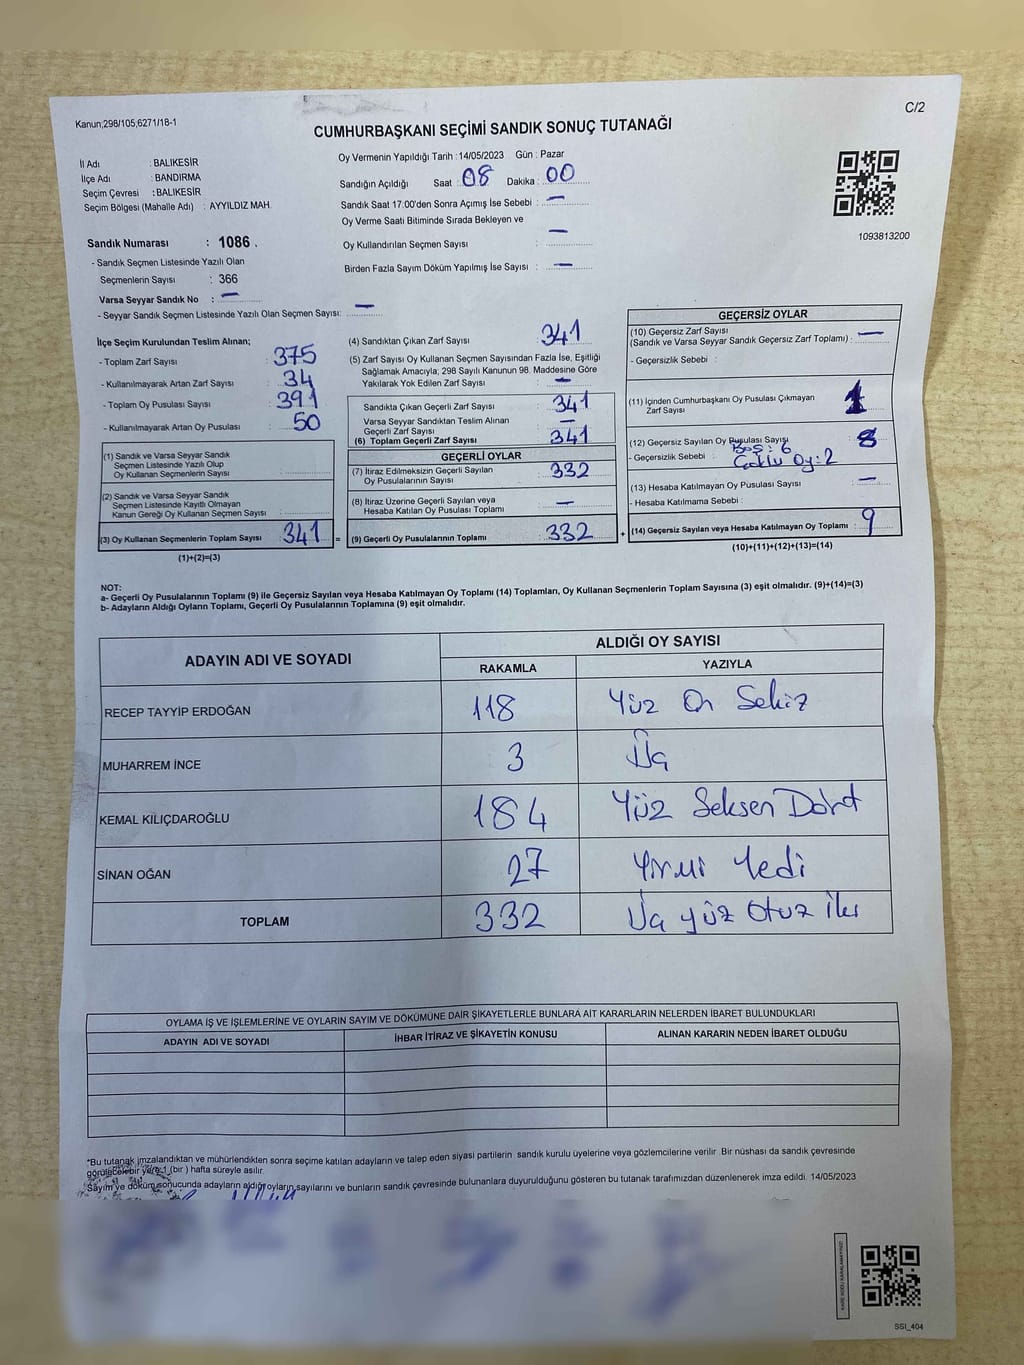 Kanun;298/105;6271/18-1
C/2
CUMHURBAŞKANI SEÇİMİ SANDIK SONUÇ TUTANAĞI
İl Adı : BALIKESİR
İlçe Adı : BANDIRMA
Seçim Çevresi : BALIKESİR
Seçim Bölgesi (Mahalle Adı) : AYYILDIZ MAH.
Sandık Numarası : 1086 .
- Sandık Seçmen Listesinde Yazılı Olan
Seçmenlerin Sayısı : 366
Varsa Seyyar Sandık No : —
- Seyyar Sandık Seçmen Listesinde Yazılı Olan Seçmen Sayısı: —
Oy Vermenin Yapıldığı Tarih : 14/05/2023 Gün : Pazar
Sandığın Açıldığı Saat : 08 Dakika : 00
Sandık Saat 17:00'den Sonra Açımış İse Sebebi : —
Oy Verme Saati Bitiminde Sırada Bekleyen ve
Oy Kullandırılan Seçmen Sayısı : —
Birden Fazla Sayım Döküm Yapılmış İse Sayısı : —
1093813200
İlçe Seçim Kurulundan Teslim Alınan;
- Toplam Zarf Sayısı : 375
- Kullanılmayarak Artan Zarf Sayısı : 34
- Toplam Oy Pusulası Sayısı : 391
- Kullanılmayarak Artan Oy Pusulası : 50
(1) Sandık ve Varsa Seyyar Sandık
Seçmen Listesinde Yazılı Olup
Oy Kullanan Seçmenlerin Sayısı :
(2) Sandık ve Varsa Seyyar Sandık
Seçmen Listesinde Kayıtlı Olmayan
Kanun Gereği Oy Kullanan Seçmen Sayısı :
(3) Oy Kullanan Seçmenlerin Toplam Sayısı : 341 =
(1)+(2)=(3)
(4) Sandıktan Çıkan Zarf Sayısı : 341
(5) Zarf Sayısı Oy Kullanan Seçmen Sayısından Fazla İse, Eşitliği
Sağlamak Amacıyla; 298 Sayılı Kanunun 98. Maddesine Göre
Yakılarak Yok Edilen Zarf Sayısı : —
Sandıkta Çıkan Geçerli Zarf Sayısı : 341
Varsa Seyyar Sandıktan Teslim Alınan
Geçerli Zarf Sayısı : —
(6) Toplam Geçerli Zarf Sayısı : 341
GEÇERLİ OYLAR
(7) İtiraz Edilmeksizin Geçerli Sayılan
Oy Pusulalarının Sayısı : 332
(8) İtiraz Üzerine Geçerli Sayılan veya
Hesaba Katılan Oy Pusulası Toplamı : —
(9) Geçerli Oy Pusulalarının Toplamı : 332 +
GEÇERSİZ OYLAR
(10) Geçersiz Zarf Sayısı
(Sandık ve Varsa Seyyar Sandık Geçersiz Zarf Toplamı) : —
- Geçersizlik Sebebi :
(11) İçinden Cumhurbaşkanı Oy Pusulası Çıkmayan
Zarf Sayısı : 1
(12) Geçersiz Sayılan Oy Pusulası Sayısı : 8
Boş: 6
- Geçersizlik Sebebi : Çoklu Oy: 2
(13) Hesaba Katılmayan Oy Pusulası Sayısı : —
- Hesaba Katılmama Sebebi :
(14) Geçersiz Sayılan veya Hesaba Katılmayan Oy Toplamı : 9
(10)+(11)+(12)+(13)=(14)
NOT:
a- Geçerli Oy Pusulalarının Toplamı (9) ile Geçersiz Sayılan veya Hesaba Katılmayan Oy Toplamı (14) Toplamları, Oy Kullanan Seçmenlerin Toplam Sayısına (3) eşit olmalıdır. (9)+(14)=(3)
b- Adayların Aldığı Oyların Toplamı, Geçerli Oy Pusulalarının Toplamına (9) eşit olmalıdır.
ADAYIN ADI VE SOYADI ALDIĞI OY SAYISI
RAKAMLA YAZIYLA
RECEP TAYYİP ERDOĞAN 118 Yüz On Sekiz
MUHARREM İNCE 3 Üç
KEMAL KILIÇDAROĞLU 184 Yüz Seksen Dört
SİNAN OĞAN 27 Yirmi Yedi
TOPLAM 332 Üç yüz Otuz iki
OYLAMA İŞ VE İŞLEMLERİNE VE OYLARIN SAYIM VE DÖKÜMÜNE DAİR ŞİKAYETLERLE BUNLARA AİT KARARLARIN NELERDEN İBARET BULUNDUKLARI
ADAYIN ADI VE SOYADI İHBAR İTİRAZ VE ŞİKAYETİN KONUSU ALINAN KARARIN NEDEN İBARET OLDUĞU
*Bu tutanak imzalandıktan ve mühürlendikten sonra seçime katılan adayların ve talep eden siyasi partilerin sandık kurulu üyelerine veya gözlemcilerine verilir. Bir nüshası da sandık çevresinde
görülecelebir yere 1 (bir ) hafta süreyle asılır.
Sayım ve döküm sonucunda adayların aldığı oyların sayılarını ve bunların sandık çevresinde bulunanlara duyurulduğunu gösteren bu tutanak tarafımızdan düzenlenerek imza edildi. 14/05/2023
SSI_404